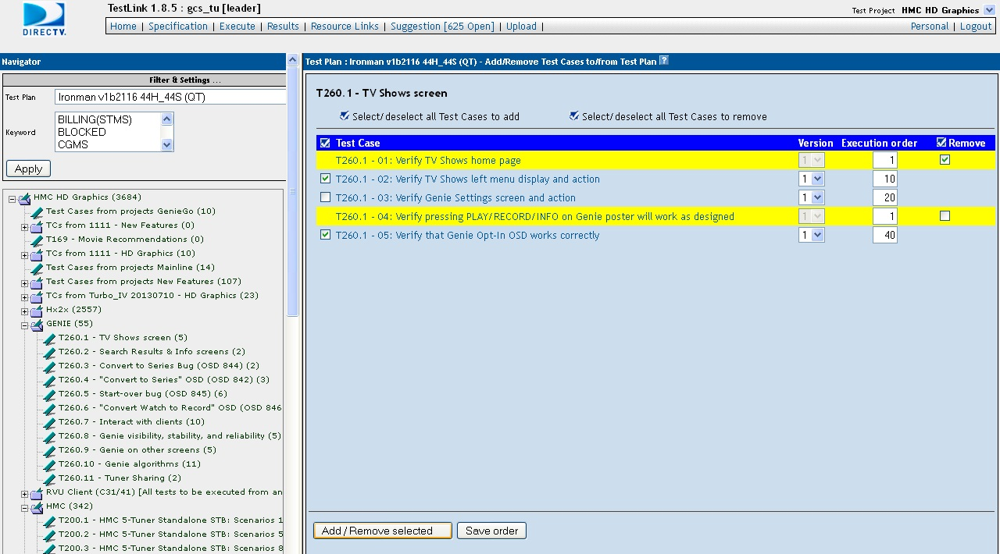 TestLink 1.8.5 : gcs_tu [leader]
Test Project HMC HD Graphics
DIRECTV.
Home | Specification | Execute | Results | Resource Links | Suggestion [625 Open] | Upload |
Personal | Logout
Navigator
Filter & Settings ...
Test Plan Ironman v1b2116 44H_44S (QT)
Keyword
BILLING(STMS)
BLOCKED
CGMS
Apply
HMC HD Graphics (3684)
Test Cases from projects GenieGo (10)
TCs from 1111 - New Features (0)
T169 - Movie Recommendations (0)
TCs from 1111 - HD Graphics (10)
Test Cases from projects Mainline (14)
Test Cases from projects New Features (107)
TCs from Turbo_IV 20130710 - HD Graphics (23)
Hx2x (2557)
GENIE (55)
T260.1 - TV Shows screen (5)
T260.2 - Search Results & Info screens (2)
T260.3 - Convert to Series Bug (OSD 844) (2)
T260.4 - "Convert to Series" OSD (OSD 842) (3)
T260.5 - Start-over bug (OSD 845) (6)
T260.6 - "Convert Watch to Record" OSD (OSD 846
T260.7 - Interact with clients (10)
T260.8 - Genie visibility, stability, and reliability (5)
T260.9 - Genie on other screens (5)
T260.10 - Genie algorithms (11)
T260.11 - Tuner Sharing (2)
RVU Client (C31/41) [All tests to be executed from an
HMC (342)
T200.1 - HMC 5-Tuner Standalone STB: Scenarios 1
T200.2 - HMC 5-Tuner Standalone STB: Scenarios 5
T200.3 - HMC 5-Tuner Standalone STB: Scenarios 8
Test Plan : Ironman v1b2116 44H_44S (QT) - Add/Remove Test Cases to/from Test Plan ?
T260.1 - TV Shows screen
Select/deselect all Test Cases to add
Select/deselect all Test Cases to remove
Test Case Version Execution order Remove
T260.1 - 01: Verify TV Shows home page 1 1
T260.1 - 02: Verify TV Shows left menu display and action 1 10
T260.1 - 03: Verify Genie Settings screen and action 1 20
T260.1 - 04: Verify pressing PLAY/RECORD/INFO on Genie poster will work as designed 1 1
T260.1 - 05: Verify that Genie Opt-In OSD works correctly 1 40
Add / Remove selected
Save order